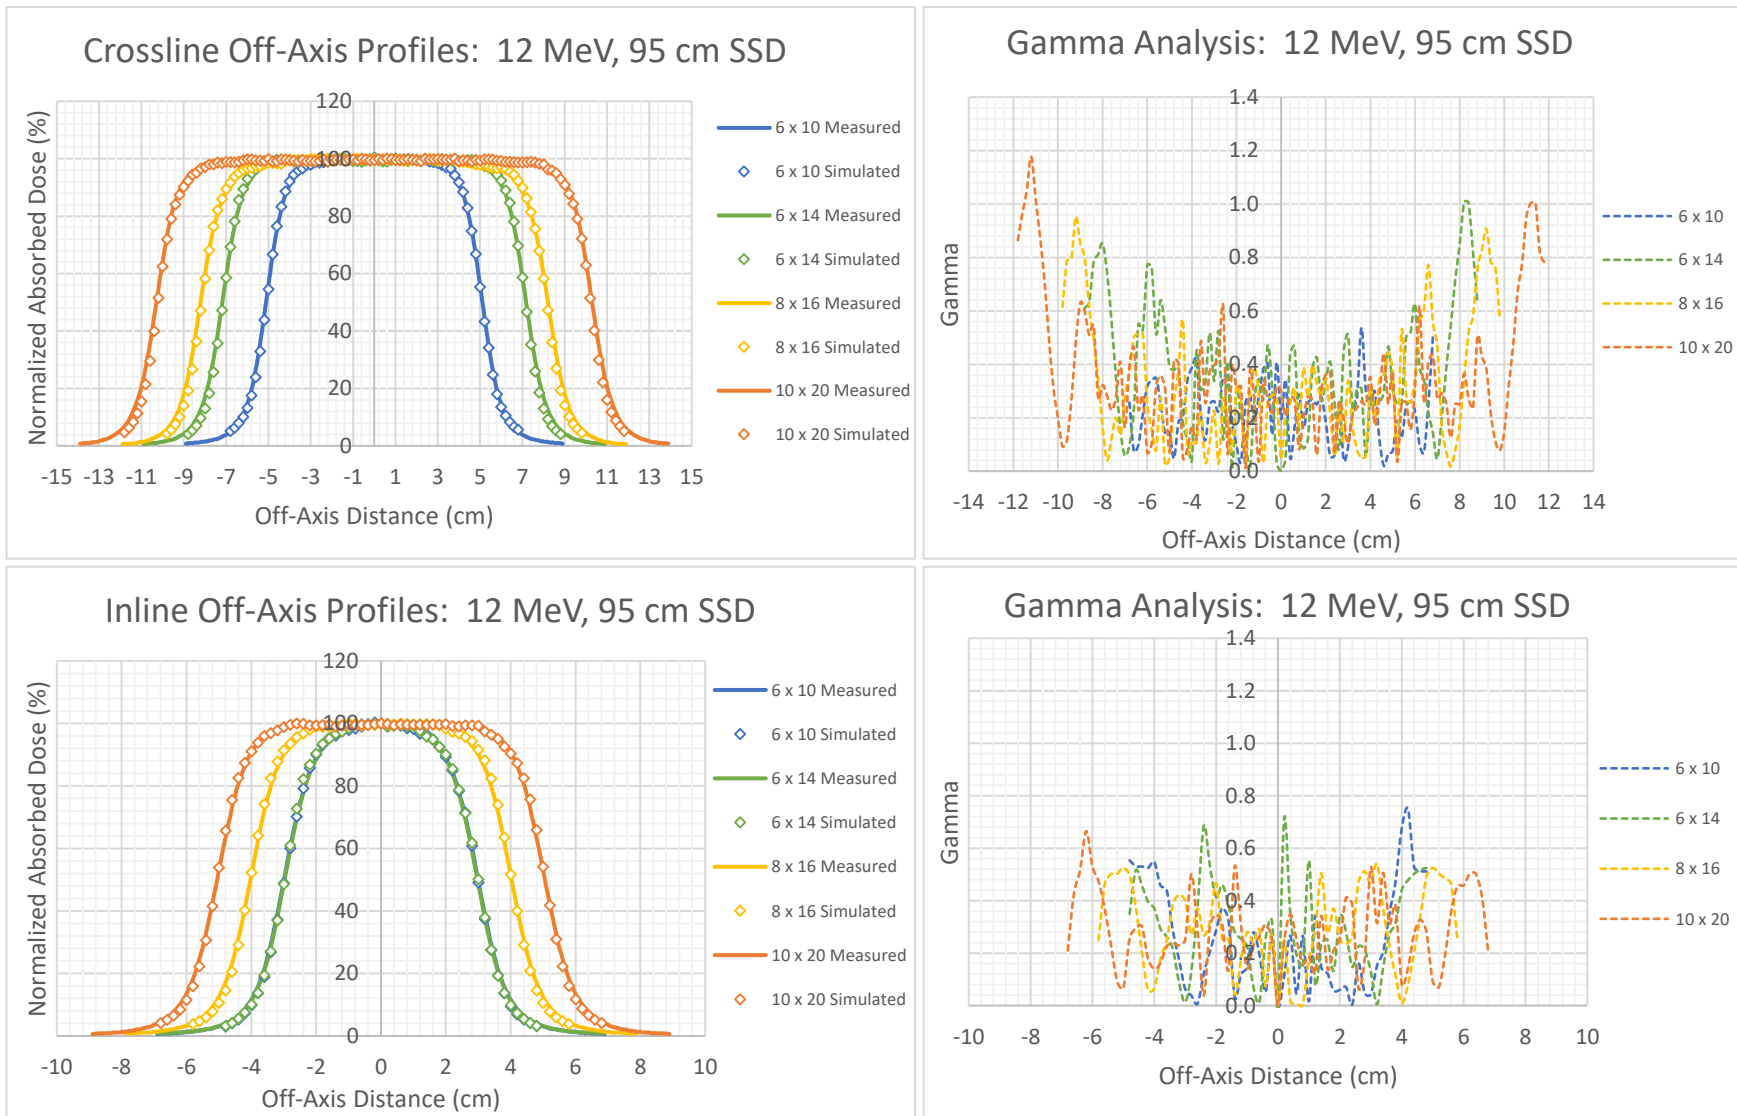 Crossline Off-Axis Profiles:  12 MeV, 95 cm SSD
Normalized Absorbed Dose (%)
120
100
80
60
40
20
0
-15 -13 -11 -9 -7 -5 -3 -1 1 3 5 7 9 11 13 15
Off-Axis Distance (cm)
6 x 10 Measured
6 x 10 Simulated
6 x 14 Measured
6 x 14 Simulated
8 x 16 Measured
8 x 16 Simulated
10 x 20 Measured
10 x 20 Simulated
Gamma Analysis:  12 MeV, 95 cm SSD
Gamma
1.4
1.2
1.0
0.8
0.6
0.4
0.2
0.0
-14 -12 -10 -8 -6 -4 -2 0 2 4 6 8 10 12 14
Off-Axis Distance (cm)
6 x 10
6 x 14
8 x 16
10 x 20
Inline Off-Axis Profiles:  12 MeV, 95 cm SSD
Normalized Absorbed Dose (%)
120
100
80
60
40
20
0
-10 -8 -6 -4 -2 0 2 4 6 8 10
Off-Axis Distance (cm)
6 x 10 Measured
6 x 10 Simulated
6 x 14 Measured
6 x 14 Simulated
8 x 16 Measured
8 x 16 Simulated
10 x 20 Measured
10 x 20 Simulated
Gamma Analysis:  12 MeV, 95 cm SSD
Gamma
1.4
1.2
1.0
0.8
0.6
0.4
0.2
0.0
-10 -8 -6 -4 -2 0 2 4 6 8 10
Off-Axis Distance (cm)
6 x 10
6 x 14
8 x 16
10 x 20